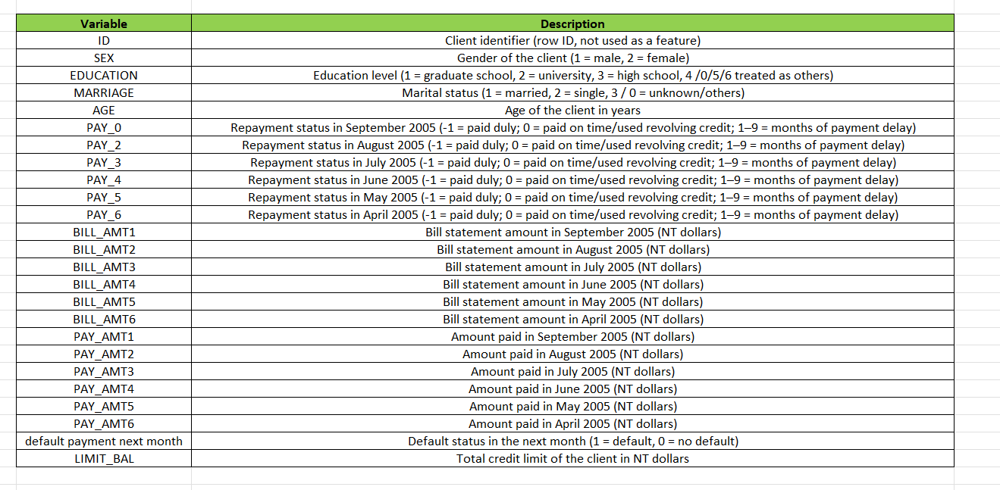 Variable Description
ID Client identifier (row ID, not used as a feature)
SEX Gender of the client (1 = male, 2 = female)
EDUCATION Education level (1 = graduate school, 2 = university, 3 = high school, 4 /0/5/6 treated as others)
MARRIAGE Marital status (1 = married, 2 = single, 3 / 0 = unknown/others)
AGE Age of the client in years
PAY_0 Repayment status in September 2005 (-1 = paid duly; 0 = paid on time/used revolving credit; 1–9 = months of payment delay)
PAY_2 Repayment status in August 2005 (-1 = paid duly; 0 = paid on time/used revolving credit; 1–9 = months of payment delay)
PAY_3 Repayment status in July 2005 (-1 = paid duly; 0 = paid on time/used revolving credit; 1–9 = months of payment delay)
PAY_4 Repayment status in June 2005 (-1 = paid duly; 0 = paid on time/used revolving credit; 1–9 = months of payment delay)
PAY_5 Repayment status in May 2005 (-1 = paid duly; 0 = paid on time/used revolving credit; 1–9 = months of payment delay)
PAY_6 Repayment status in April 2005 (-1 = paid duly; 0 = paid on time/used revolving credit; 1–9 = months of payment delay)
BILL_AMT1 Bill statement amount in September 2005 (NT dollars)
BILL_AMT2 Bill statement amount in August 2005 (NT dollars)
BILL_AMT3 Bill statement amount in July 2005 (NT dollars)
BILL_AMT4 Bill statement amount in June 2005 (NT dollars)
BILL_AMT5 Bill statement amount in May 2005 (NT dollars)
BILL_AMT6 Bill statement amount in April 2005 (NT dollars)
PAY_AMT1 Amount paid in September 2005 (NT dollars)
PAY_AMT2 Amount paid in August 2005 (NT dollars)
PAY_AMT3 Amount paid in July 2005 (NT dollars)
PAY_AMT4 Amount paid in June 2005 (NT dollars)
PAY_AMT5 Amount paid in May 2005 (NT dollars)
PAY_AMT6 Amount paid in April 2005 (NT dollars)
default payment next month Default status in the next month (1 = default, 0 = no default)
LIMIT_BAL Total credit limit of the client in NT dollars